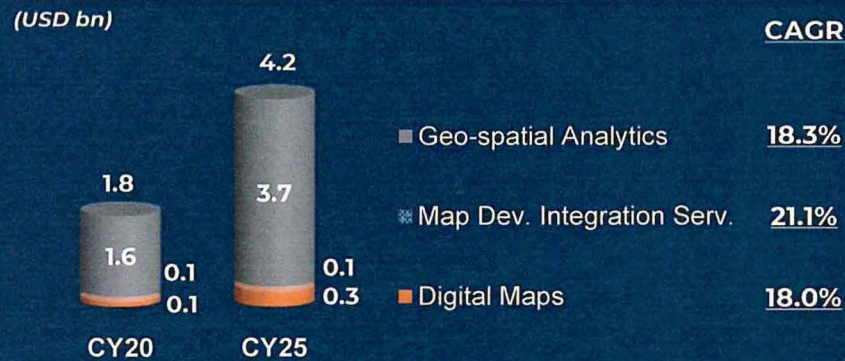 (USD bn)
CAGR
4.2
Geo-spatial Analytics 18.3%
1.8
3.7
Map Dev. Integration Serv. 21.1%
1.6
0.1
0.1
0.1
0.3
Digital Maps 18.0%
CY20 CY25